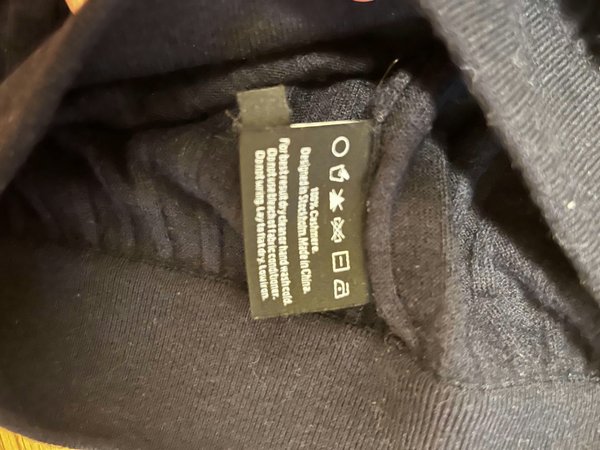 100% Cashmere.
Designed in Stockholm. Made in China.
For best result dry clean or hand wash cold.
Do not use bleach or fabric conditioner.
Do not wring. Lay to flat dry. Low iron.